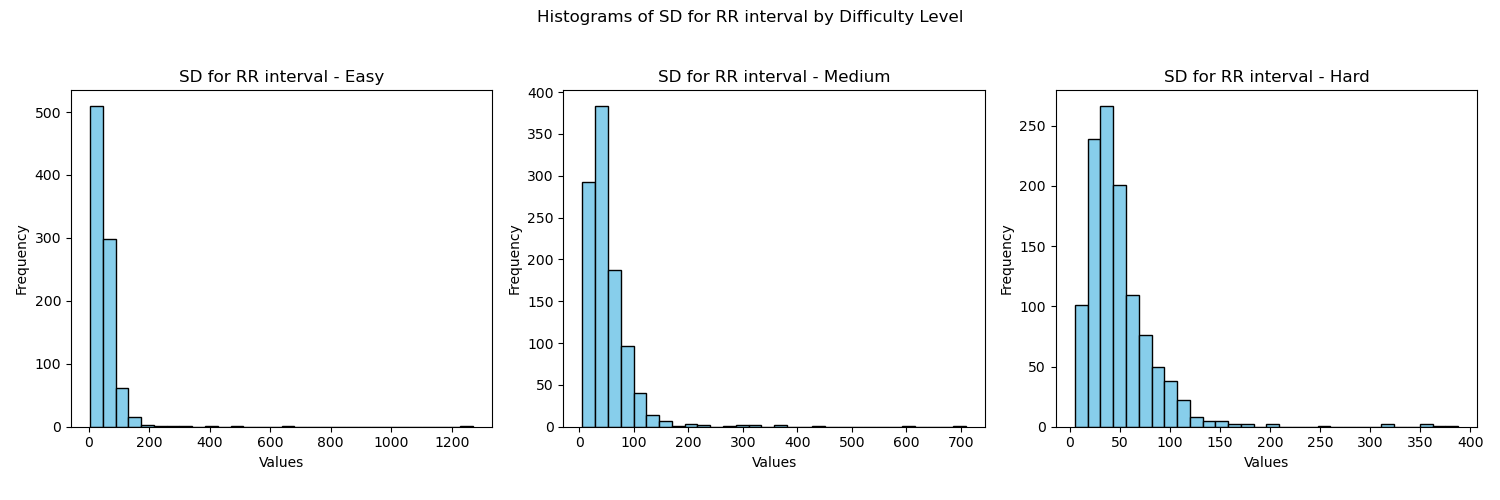 Histograms of SD for RR interval by Difficulty Level
SD for RR interval - Easy
500
400
300
200
100
0
Frequency
0 200 400 600 800 1000 1200
Values
SD for RR interval - Medium
400
350
300
250
200
150
100
50
0
Frequency
0 100 200 300 400 500 600 700
Values
SD for RR interval - Hard
250
200
150
100
50
0
Frequency
0 50 100 150 200 250 300 350 400
Values